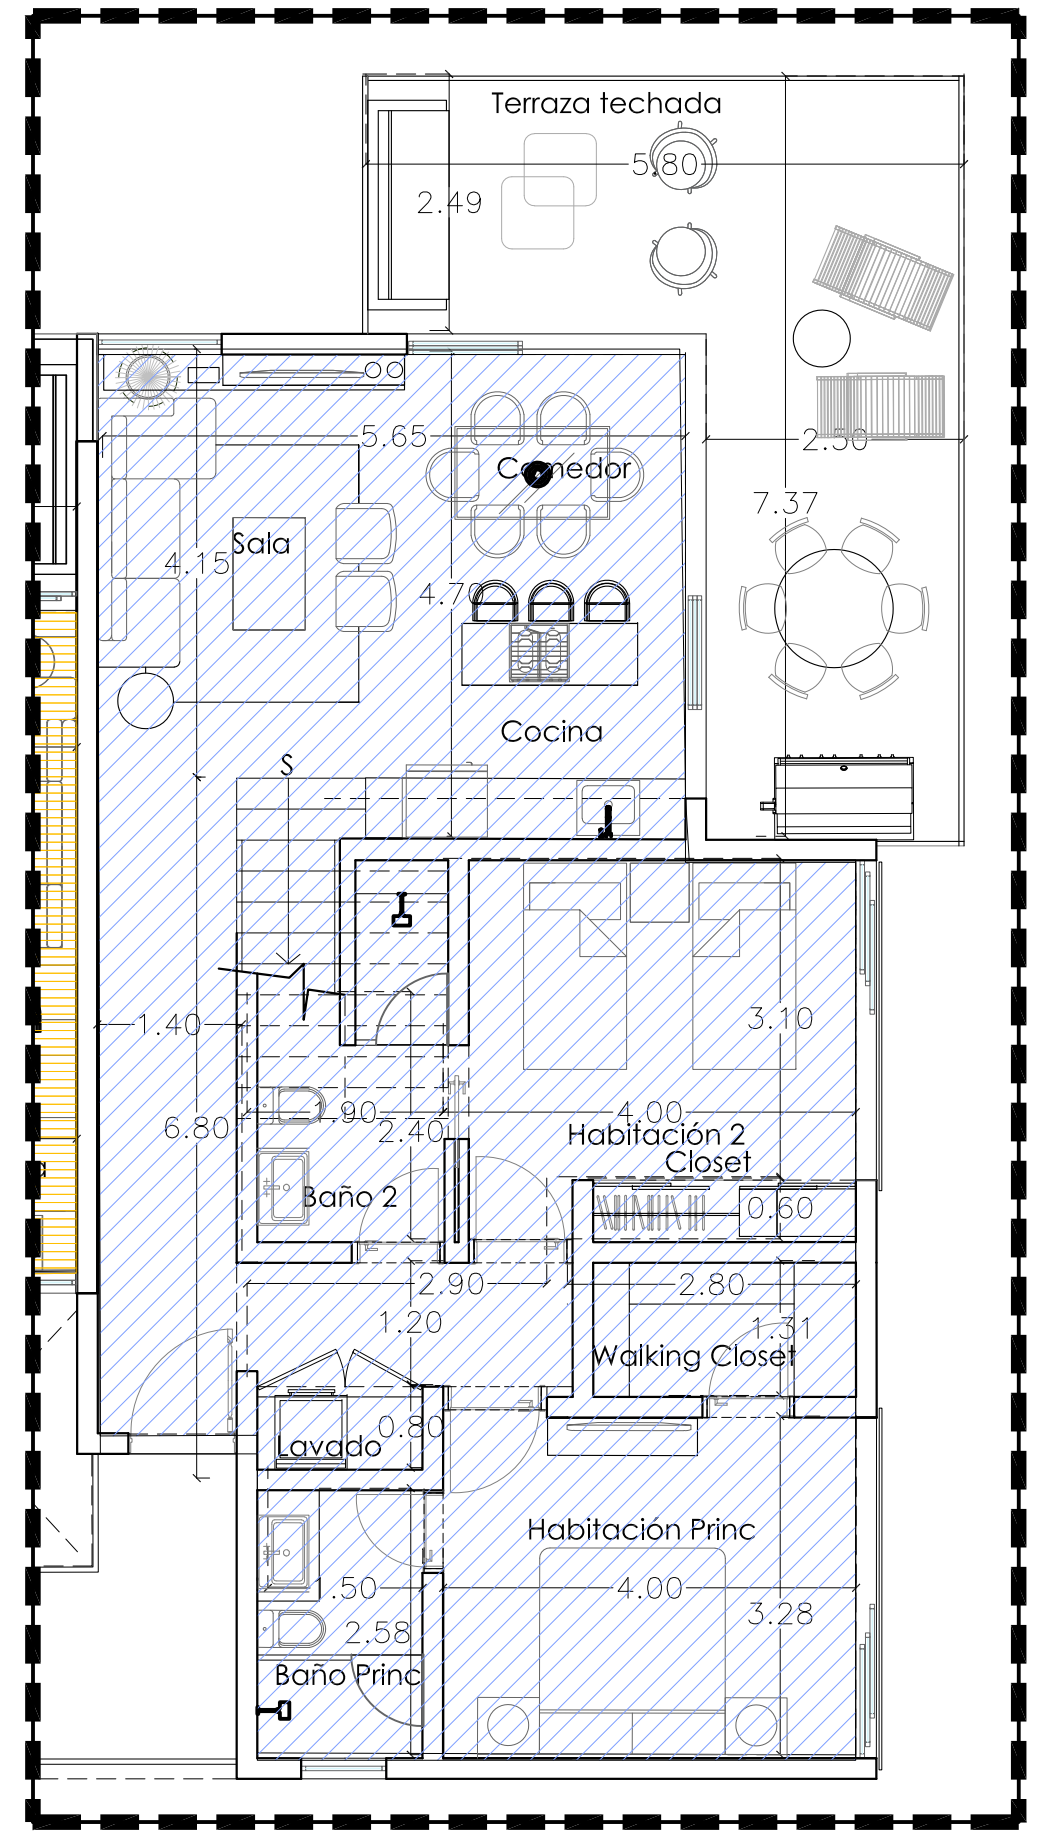 Terraza techada
5.80
2.49
5.65
2.50
Comedor
7.37
Sala
4.15
4.70
Cocina
S
3.10
1.40
1.90
4.00
6.80
2.40
Habitación 2
Closet
a
Baño 2
0.60
2.90
2.80
1.20
1.31
Walking Closet
0.80
Lavado
Habitación Princ
.50
4.00
3.28
2.58
Baño Princ